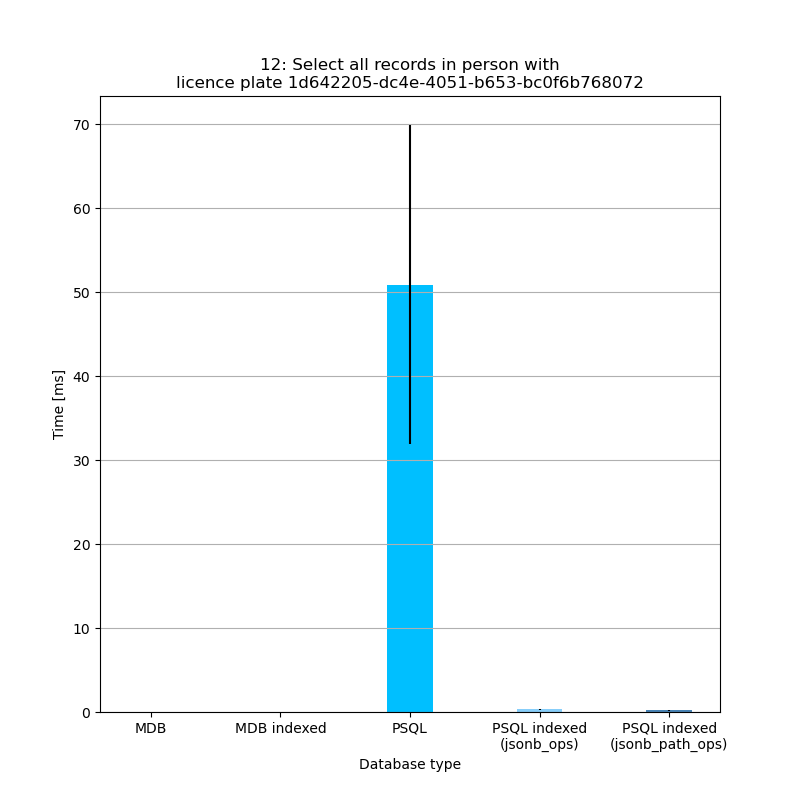 12: Select all records in person with
licence plate 1d642205-dc4e-4051-b653-bc0f6b768072
70
60
50
40
30
20
10
0
Time [ms]
MDB
MDB indexed
PSQL
PSQL indexed
(jsonb_ops)
PSQL indexed
(jsonb_path_ops)
Database type